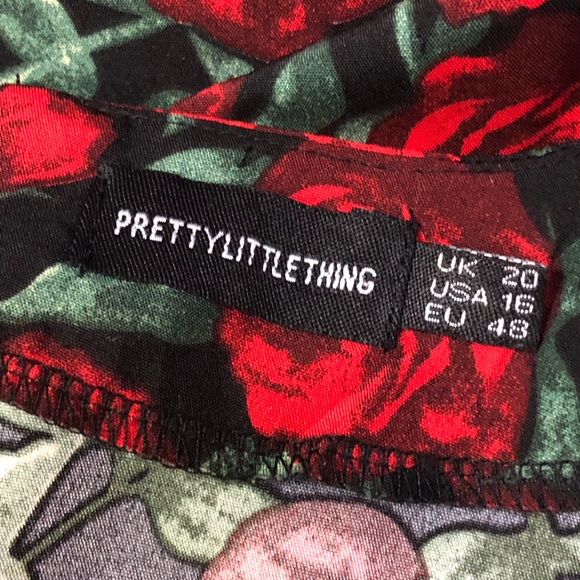 PRETTYLITTLETHING
UK 20
USA 16
EU 48